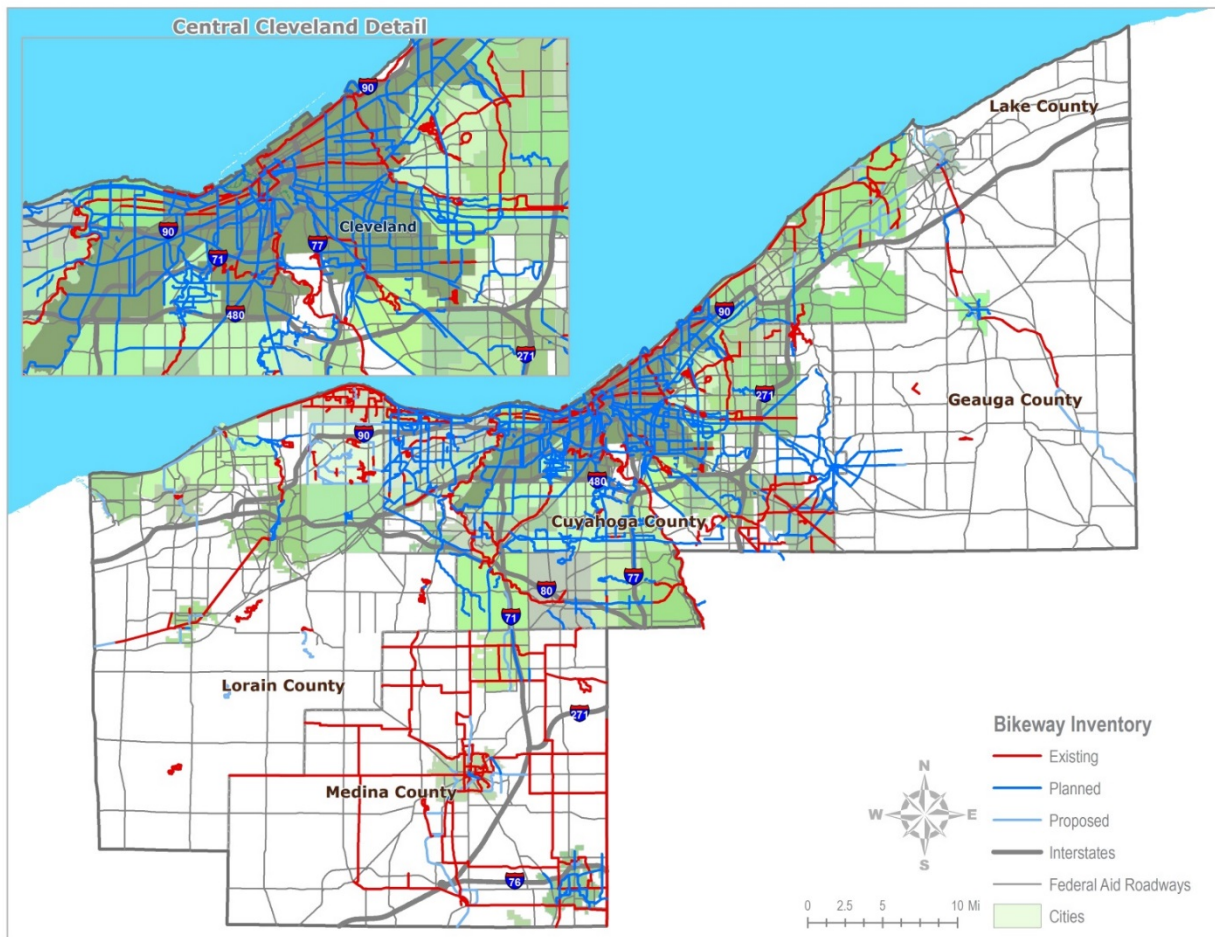 Central Cleveland Detail
90
Cleveland
90
77
71
480
271
Lake County
90
271
Geauga County
90
480
Cuyahoga County
80
77
71
Lorain County
271
Medina County
76
Bikeway Inventory
Existing
Planned
Proposed
Interstates
Federal Aid Roadways
Cities
N
W E
S
0 2.5 5 10 Mi